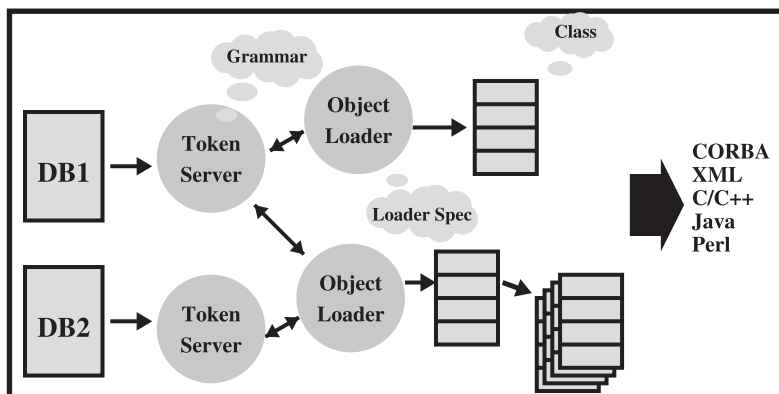 Grammar
Class
Object
Loader
Token
Server
DB1
CORBA
XML
C/C++
Java
Perl
Loader Spec
Object
Loader
Token
Server
DB2